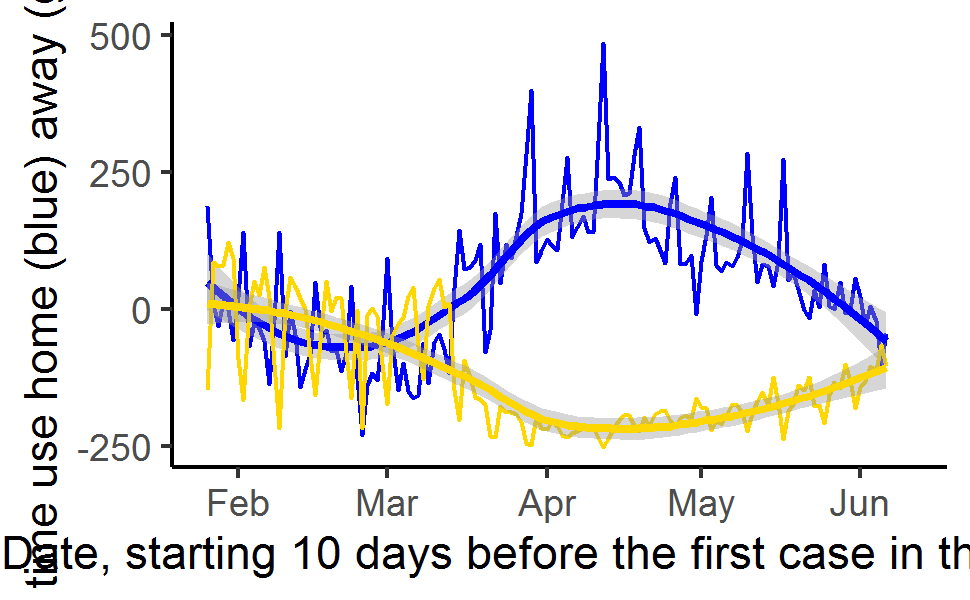 time use home (blue) away (
500
250
0
-250
Feb Mar Apr May Jun
Date, starting 10 days before the first case in th